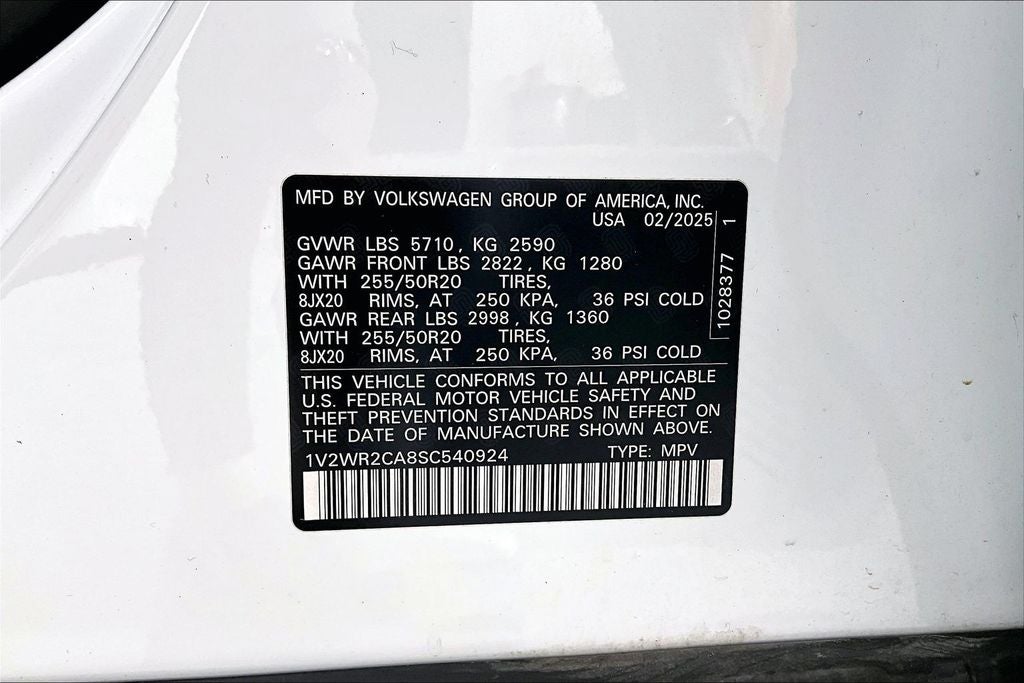 MFD BY VOLKSWAGEN GROUP OF AMERICA, INC.
USA 02/2025
GVWR LBS 5710, KG 2590
GAWR FRONT LBS 2822, KG 1280
WITH 255/50R20 TIRES,
8JX20 RIMS, AT 250 KPA, 36 PSI COLD
GAWR REAR LBS 2998, KG 1360
WITH 255/50R20 TIRES,
8JX20 RIMS, AT 250 KPA, 36 PSI COLD
1028377 1
THIS VEHICLE CONFORMS TO ALL APPLICABLE
U.S. FEDERAL MOTOR VEHICLE SAFETY AND
THEFT PREVENTION STANDARDS IN EFFECT ON
THE DATE OF MANUFACTURE SHOWN ABOVE.
1V2WR2CA8SC540924 TYPE: MPV